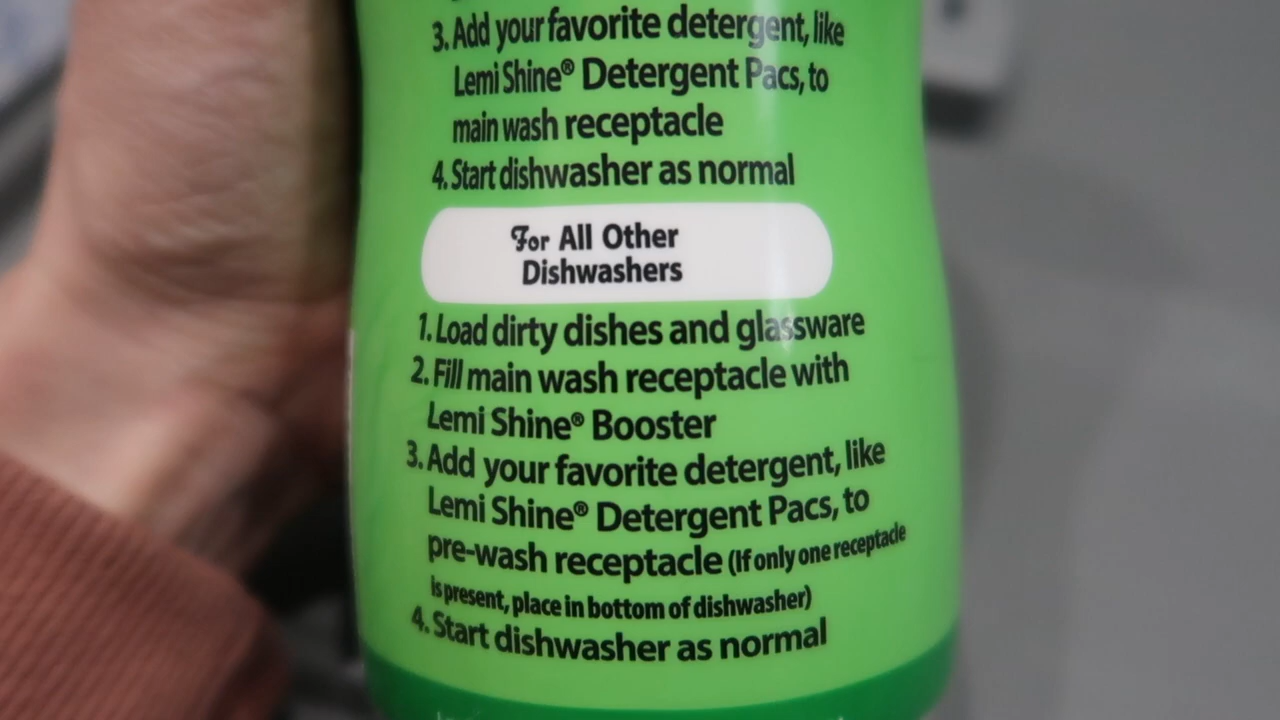 3. Add your favorite detergent, like
Lemi Shine® Detergent Pacs, to
main wash receptacle
4. Start dishwasher as normal
For All Other
Dishwashers
1. Load dirty dishes and glassware
2. Fill main wash receptacle with
Lemi Shine® Booster
3. Add your favorite detergent, like
Lemi Shine® Detergent Pacs, to
pre-wash receptacle (If only one receptacle
is present, place in bottom of dishwasher)
4. Start dishwasher as normal